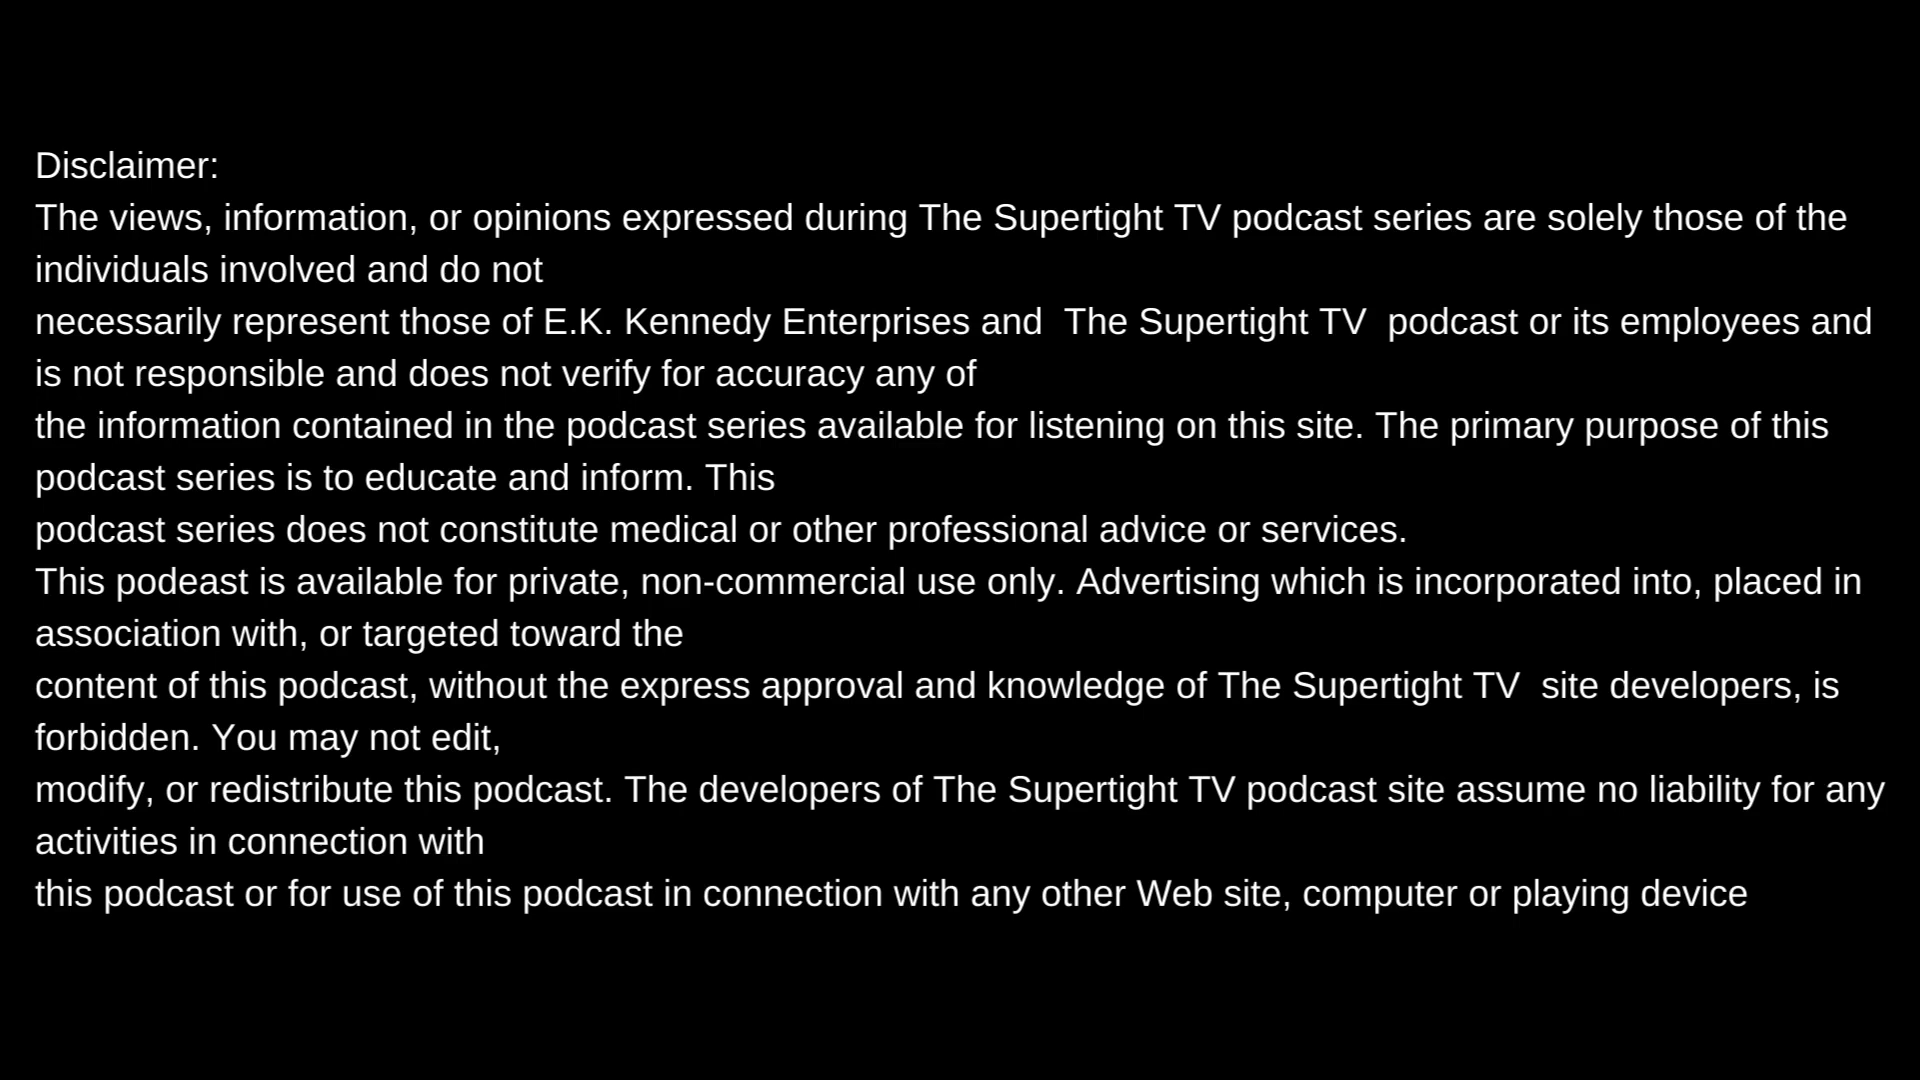 Disclaimer:
The views, information, or opinions expressed during The Supertight TV podcast series are solely those of the
individuals involved and do not
necessarily represent those of E.K. Kennedy Enterprises and  The Supertight TV  podcast or its employees and
is not responsible and does not verify for accuracy any of
the information contained in the podcast series available for listening on this site. The primary purpose of this
podcast series is to educate and inform. This
podcast series does not constitute medical or other professional advice or services.
This podeast is available for private, non-commercial use only. Advertising which is incorporated into, placed in
association with, or targeted toward the
content of this podcast, without the express approval and knowledge of The Supertight TV  site developers, is
forbidden. You may not edit,
modify, or redistribute this podcast. The developers of The Supertight TV podcast site assume no liability for any
activities in connection with
this podcast or for use of this podcast in connection with any other Web site, computer or playing device